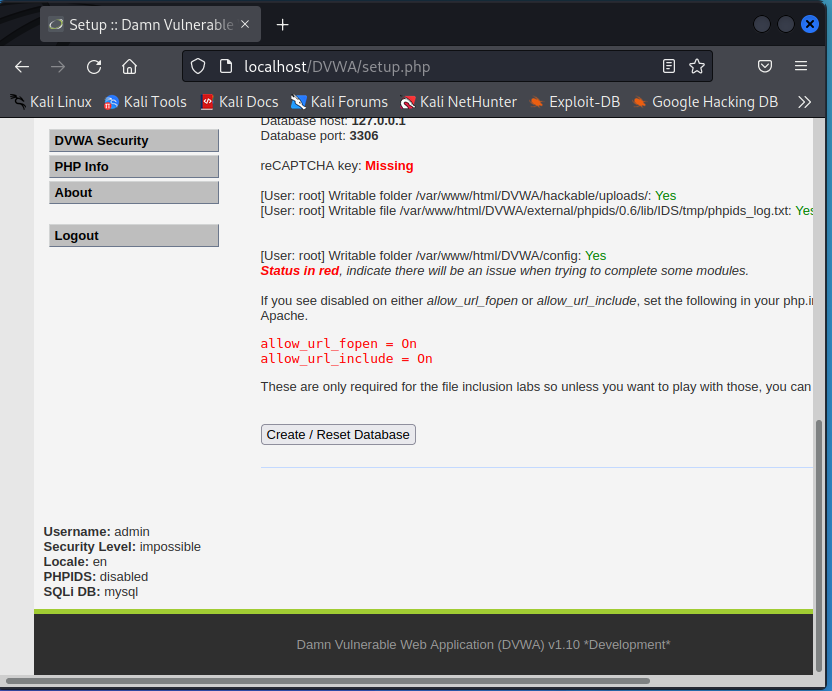 Setup :: Damn Vulnerable
localhost/DVWA/setup.php
Kali Linux Kali Tools Kali Docs Kali Forums Kali NetHunter Exploit-DB Google Hacking DB
DVWA Security
PHP Info
About
Logout
Database host: 127.0.0.1
Database port: 3306
reCAPTCHA key: Missing
[User: root] Writable folder /var/www/html/DVWA/hackable/uploads/: Yes
[User: root] Writable file /var/www/html/DVWA/external/phpids/0.6/lib/IDS/tmp/phpids_log.txt: Yes
[User: root] Writable folder /var/www/html/DVWA/config: Yes
Status in red, indicate there will be an issue when trying to complete some modules.
If you see disabled on either allow_url_fopen or allow_url_include, set the following in your php.i
Apache.
allow_url_fopen = On
allow_url_include = On
These are only required for the file inclusion labs so unless you want to play with those, you can
Create / Reset Database
Username: admin
Security Level: impossible
Locale: en
PHPIDS: disabled
SQLi DB: mysql
Damn Vulnerable Web Application (DVWA) v1.10 *Development*